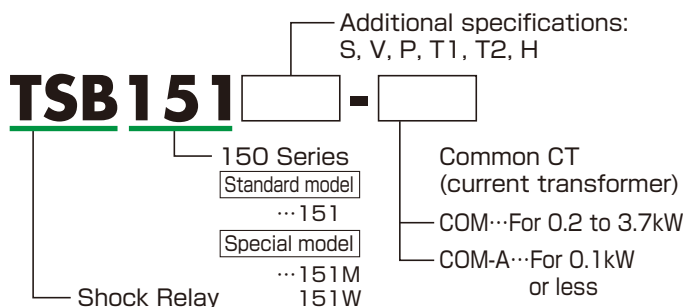 Additional specifications:
S, V, P, T1, T2, H
TSB151 -
150 Series
Standard model
…151
Special model
…151M
151W
Shock Relay
Common CT
(current transformer)
COM…For 0.2 to 3.7kW
COM-A…For 0.1kW
or less